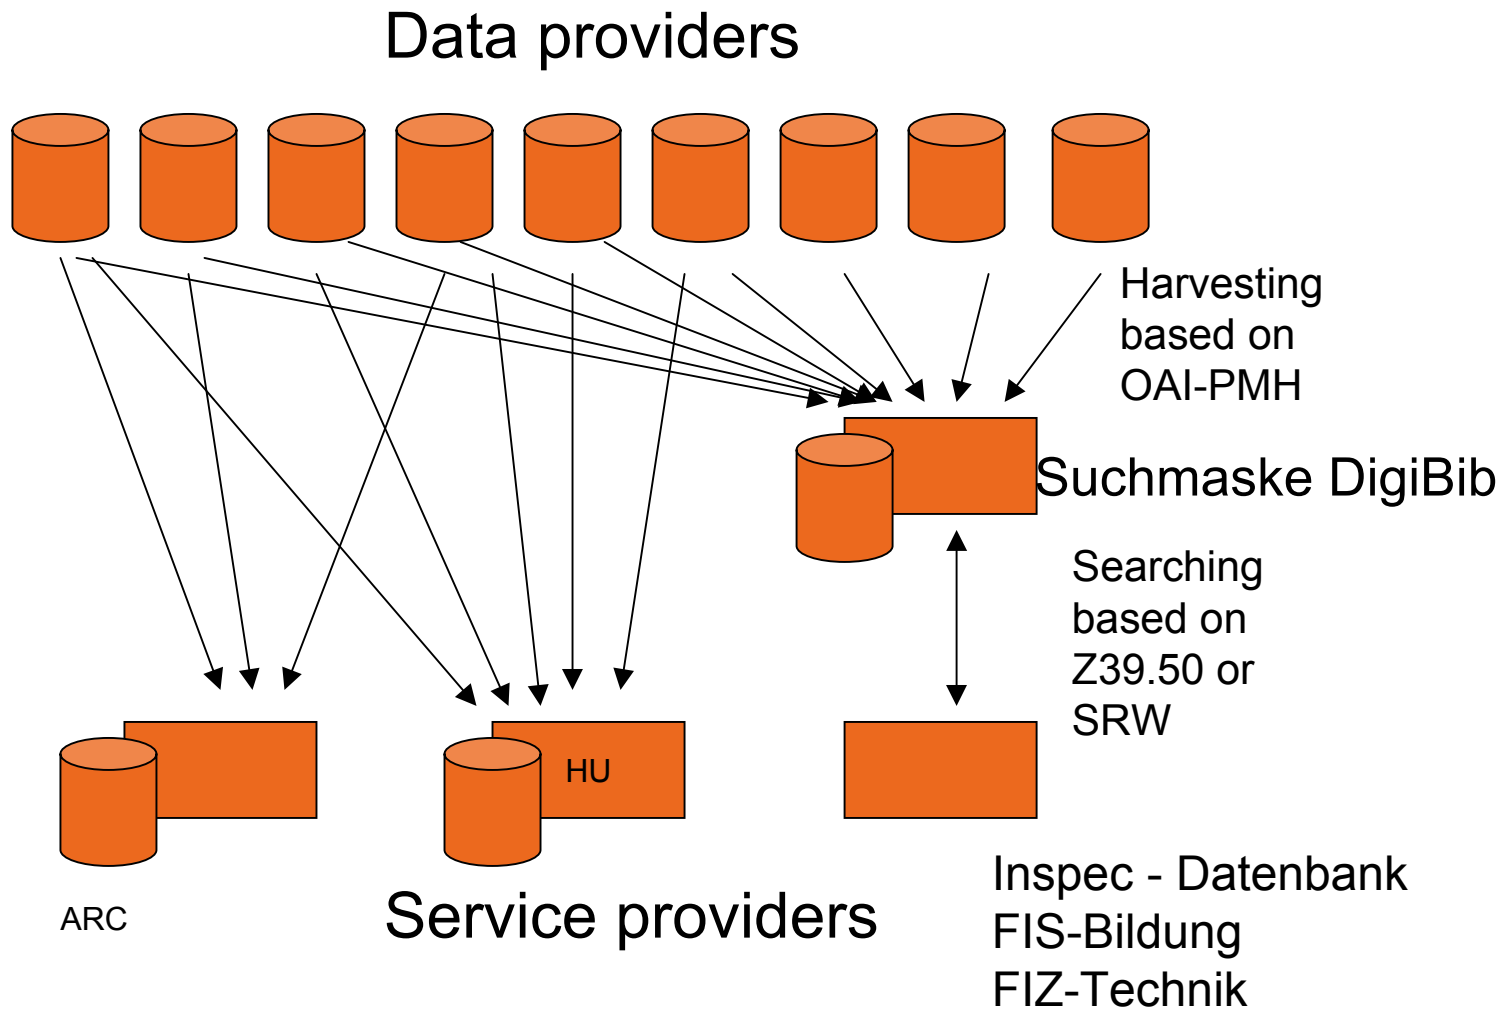 Data providers
Harvesting
based on
OAI-PMH
Suchmaske DigiBib
Searching
based on
Z39.50 or
SRW
HU
ARC
Service providers
Inspec - Datenbank
FIS-Bildung
FIZ-Technik